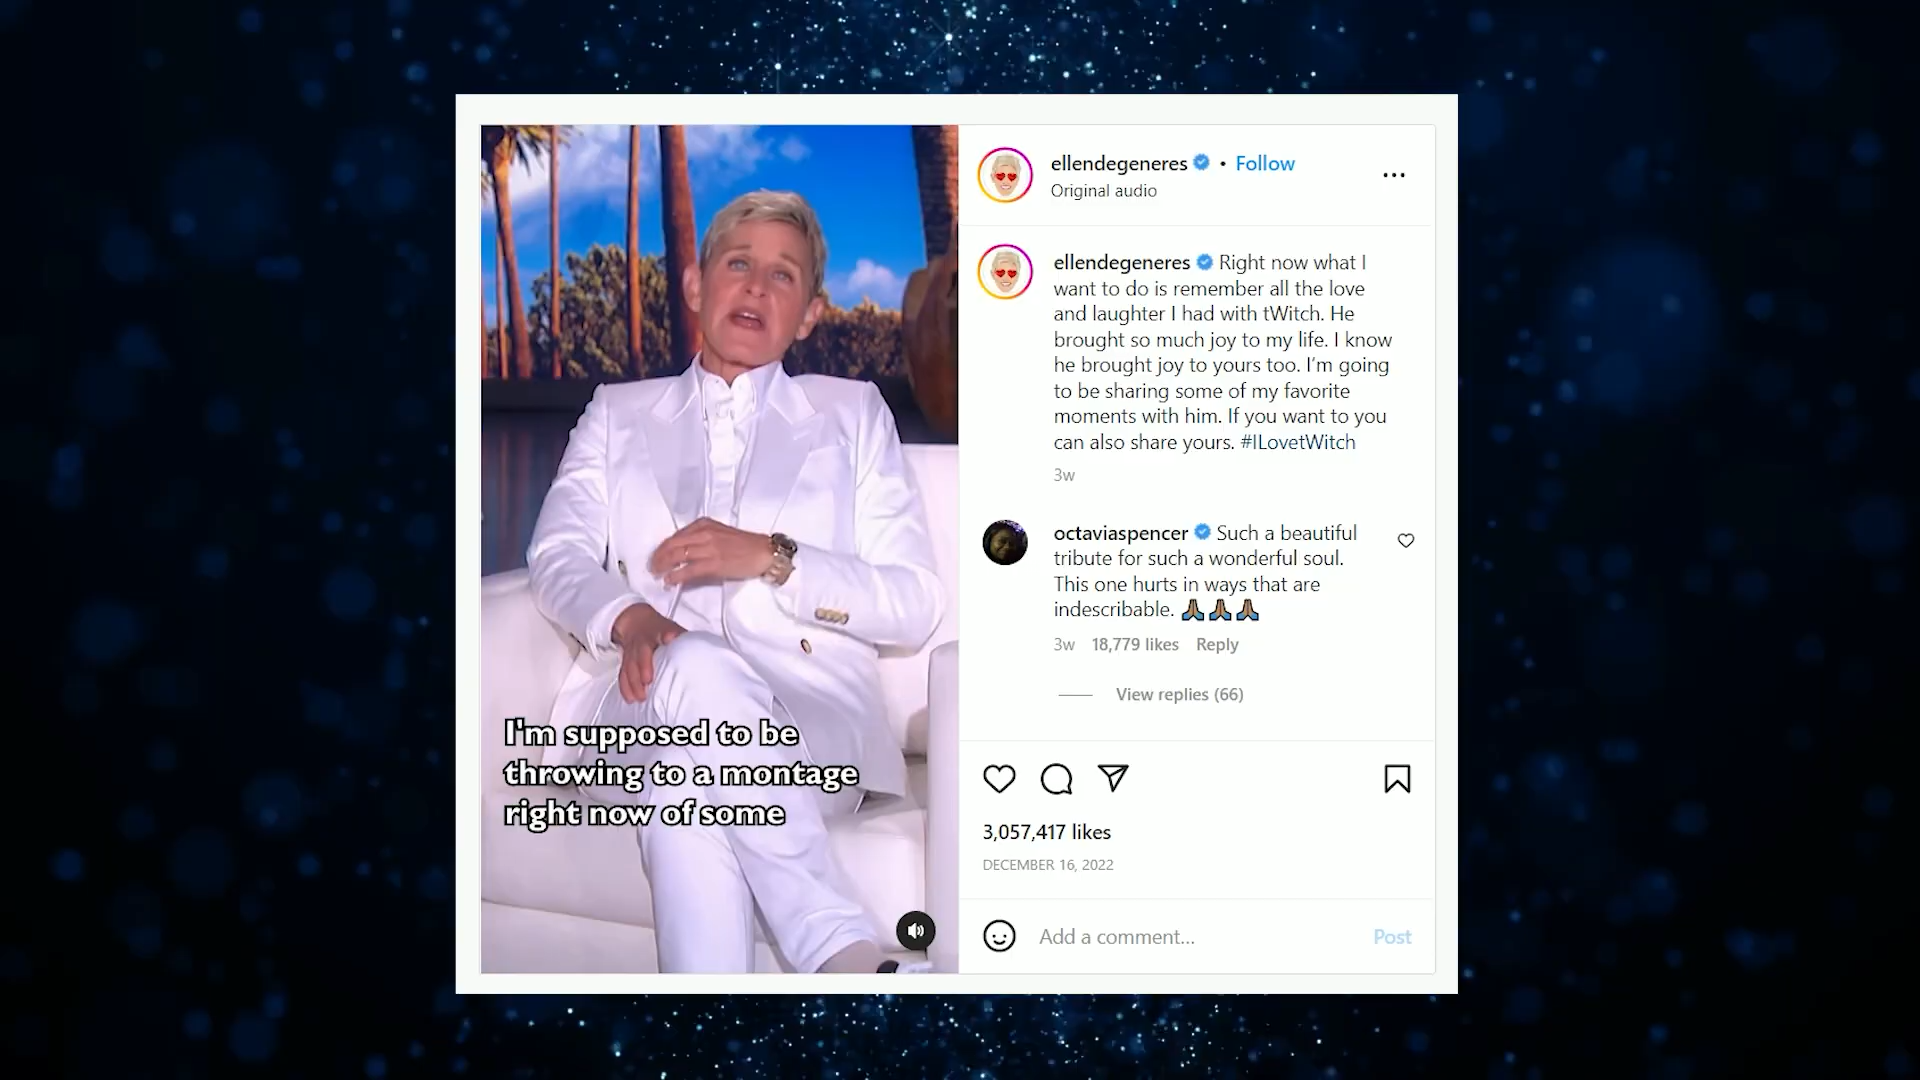 ellendegeneres • Follow
Original audio
ellendegeneres Right now what I
want to do is remember all the love
and laughter I had with tWitch. He
brought so much joy to my life. I know
he brought joy to yours too. I'm going
to be sharing some of my favorite
moments with him. If you want to you
can also share yours. #ILovetWitch
3w
octaviaspencer Such a beautiful
tribute for such a wonderful soul.
This one hurts in ways that are
indescribable. 🙏🏾🙏🏾🙏🏾
3w 18,779 likes Reply
View replies (66)
3,057,417 likes
DECEMBER 16, 2022
Add a comment... Post
I'm supposed to be
throwing to a montage
right now of some